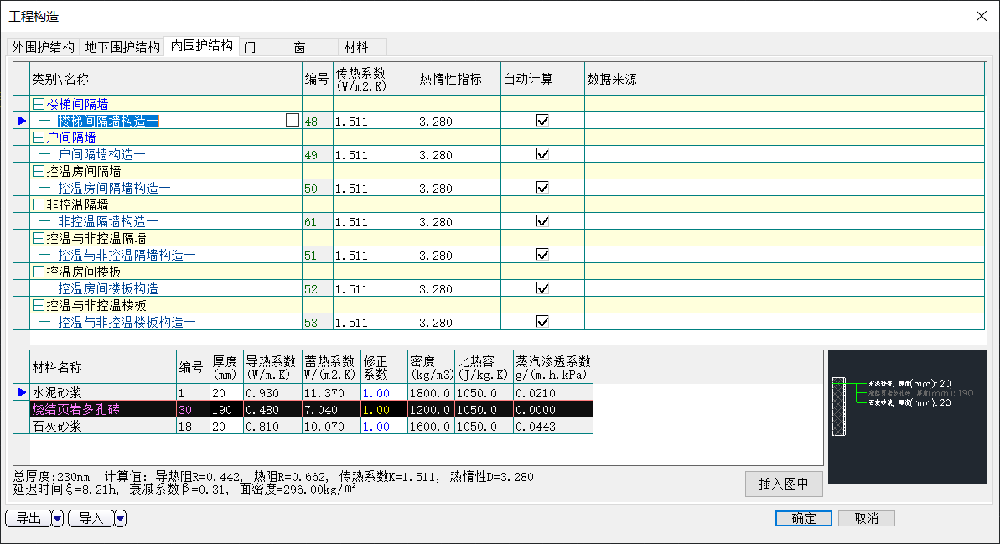 工程构造
外围护结构 地下围护结构 内围护结构 门 窗 材料
类别\名称 编号 传热系数(W/m2.K) 热惰性指标 自动计算 数据来源
楼梯间隔墙
楼梯间隔墙构造一 48 1.511 3.280
户间隔墙
户间隔墙构造一 49 1.511 3.280
控温房间隔墙
控温房间隔墙构造一 50 1.511 3.280
非控温隔墙
非控温隔墙构造一 61 1.511 3.280
控温与非控温隔墙
控温与非控温隔墙构造一 51 1.511 3.280
控温房间楼板
控温房间楼板构造一 52 1.511 3.280
控温与非控温楼板
控温与非控温楼板构造一 53 1.511 3.280
材料名称 编号 厚度(mm) 导热系数(W/m.K) 蓄热系数W/(m2.K) 修正系数 密度(kg/m3) 比热容(J/kg.K) 蒸汽渗透系数g/(m.h.kPa)
水泥砂浆 1 20 0.930 11.370 1.00 1800.0 1050.0 0.0210
烧结页岩多孔砖 30 190 0.480 7.040 1.00 1200.0 1050.0 0.0000
石灰砂浆 18 20 0.810 10.070 1.00 1600.0 1050.0 0.0443
水泥砂浆, 厚度(mm): 20
烧结页岩多孔砖, 厚度(mm): 190
石灰砂浆, 厚度(mm): 20
总厚度:230mm 计算值: 导热阻R=0.442, 热阻R=0.662, 传热系数K=1.511, 热惰性D=3.280
延迟时间ξ=8.21h, 衰减系数β=0.31, 面密度=296.00kg/m²
插入图中
导出 导入 确定 取消